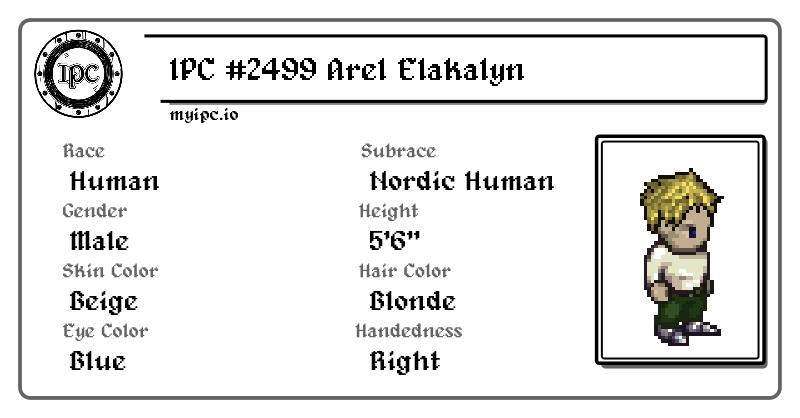 IPC
IPC #2499 Arel Elakalyn
myipc.io
Race
Human
Subrace
Nordic Human
Gender
Male
Height
5'6"
Skin Color
Beige
Hair Color
Blonde
Eye Color
Blue
Handedness
Right